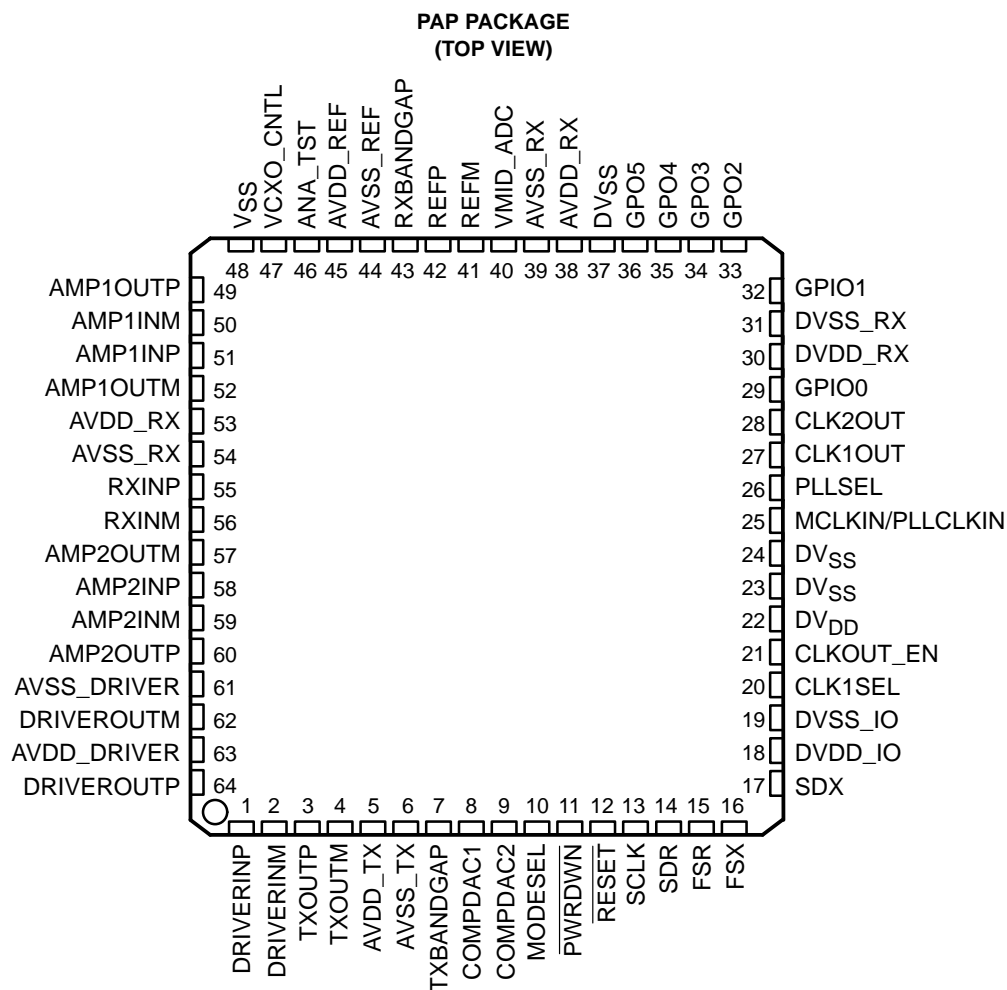 PAP PACKAGE
(TOP VIEW)
VSS
VCXO_CNTL
ANA_TST
AVDD_REF
AVSS_REF
RXBANDGAP
REFP
REFM
VMID_ADC
AVSS_RX
AVDD_RX
DVSS
GPO5
GPO4
GPO3
GPO2
48 47 46 45 44 43 42 41 40 39 38 37 36 35 34 33
AMP1OUTP 49
AMP1INM 50
AMP1INP 51
AMP1OUTM 52
AVDD_RX 53
AVSS_RX 54
RXINP 55
RXINM 56
AMP2OUTM 57
AMP2INP 58
AMP2INM 59
AMP2OUTP 60
AVSS_DRIVER 61
DRIVEROUTM 62
AVDD_DRIVER 63
DRIVEROUTP 64
32 GPIO1
31 DVSS_RX
30 DVDD_RX
29 GPIO0
28 CLK2OUT
27 CLK1OUT
26 PLLSEL
25 MCLKIN/PLLCLKIN
24 DVSS
23 DVSS
22 DVDD
21 CLKOUT_EN
20 CLK1SEL
19 DVSS_IO
18 DVDD_IO
17 SDX
1 2 3 4 5 6 7 8 9 10 11 12 13 14 15 16
DRIVERINP
DRIVERINM
TXOUTP
TXOUTM
AVDD_TX
AVSS_TX
TXBANDGAP
COMPDAC1
COMPDAC2
MODESEL
PWRDWN
RESET
SCLK
SDR
FSR
FSX